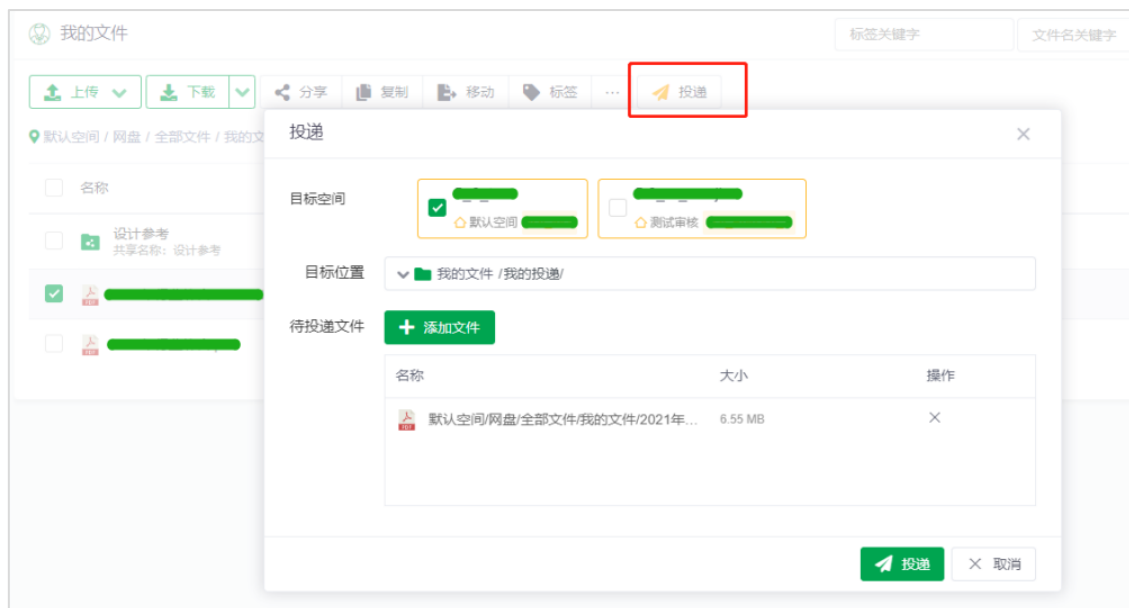 我的文件
标签关键字
文件名关键字
上传
下载
分享
复制
移动
标签
...
投递
默认空间 / 网盘 / 全部文件 / 我的文
投递
名称
目标空间
默认空间
测试审核
设计参考
共享名称：设计参考
目标位置
我的文件 /我的投递/
待投递文件
添加文件
名称
大小
操作
默认空间/网盘/全部文件/我的文件/2021年...
6.55 MB
投递
取消